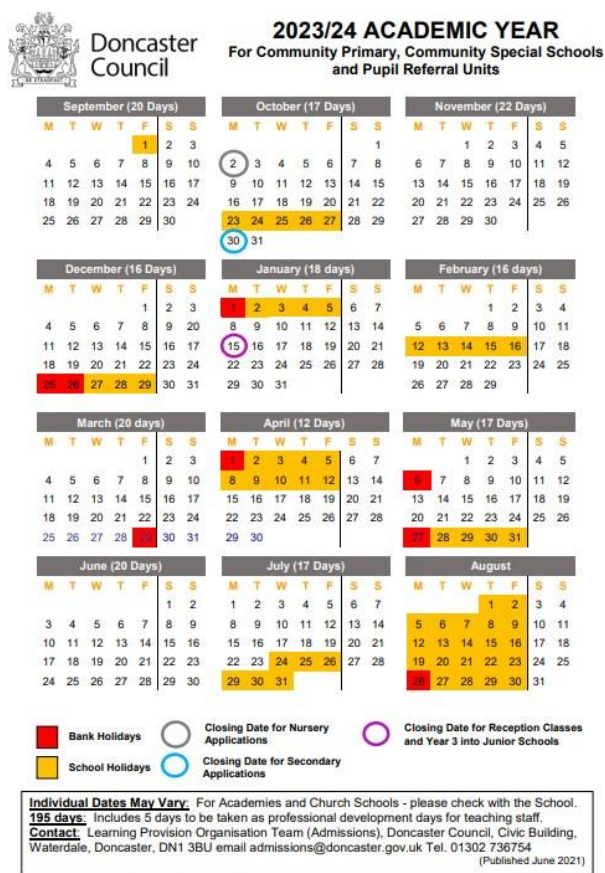 Doncaster
Council
2023/24 ACADEMIC YEAR
For Community Primary, Community Special Schools
and Pupil Referral Units
September (20 Days)
M T W T F S S
1 2 3
4 5 6 7 8 9 10
11 12 13 14 15 16 17
18 19 20 21 22 23 24
25 26 27 28 29 30
October (17 Days)
M T W T F S S
1
2 3 4 5 6 7 8
9 10 11 12 13 14 15
16 17 18 19 20 21 22
23 24 25 26 27 28 29
30 31
November (22 Days)
M T W T F S S
1 2 3 4 5
6 7 8 9 10 11 12
13 14 15 16 17 18 19
20 21 22 23 24 25 26
27 28 29 30
December (16 Days)
M T W T F S S
1 2 3
4 5 6 7 8 9 20
11 12 13 14 15 16 17
18 19 20 21 22 23 24
25 26 27 28 29 30 31
January (18 days)
M T W T F S S
1 2 3 4 5 6 7
8 9 10 11 12 13 14
15 16 17 18 19 20 21
22 23 24 25 26 27 28
29 30 31
February (16 days)
M T W T F S S
1 2 3 4
5 6 7 8 9 10 11
12 13 14 15 16 17 18
19 20 21 22 23 24 25
26 27 28 29
March (20 days)
M T W T F S S
1 2 3
4 5 6 7 8 9 10
11 12 13 14 15 16 17
18 19 20 21 22 23 24
25 26 27 28 29 30 31
April (12 Days)
M T W T F S S
1 2 3 4 5 6 7
8 9 10 11 12 13 14
15 16 17 18 19 20 21
22 23 24 25 26 27 28
29 30
May (17 Days)
M T W T F S S
1 2 3 4 5
6 7 8 9 10 11 12
13 14 15 16 17 18 19
20 21 22 23 24 25 26
27 28 29 30 31
June (20 Days)
M T W T F S S
1 2
3 4 5 6 7 8 9
10 11 12 13 14 15 16
17 18 19 20 21 22 23
24 25 26 27 28 29 30
July (17 Days)
M T W T F S S
1 2 3 4 5 6 7
8 9 10 11 12 13 14
15 16 17 18 19 20 21
22 23 24 25 26 27 28
29 30 31
August
M T W T F S S
1 2 3 4
5 6 7 8 9 10 11
12 13 14 15 16 17 18
19 20 21 22 23 24 25
26 27 28 29 30 31
Bank Holidays
School Holidays
Closing Date for Nursery
Applications
Closing Date for Secondary
Applications
Closing Date for Reception Classes
and Year 3 into Junior Schools
Individual Dates May Vary: For Academies and Church Schools - please check with the School.
195 days: Includes 5 days to be taken as professional development days for teaching staff.
Contact: Learning Provision Organisation Team (Admissions), Doncaster Council, Civic Building,
Waterdale, Doncaster, DN1 3BU email admissions@doncaster.gov.uk Tel. 01302 736754
(Published June 2021)